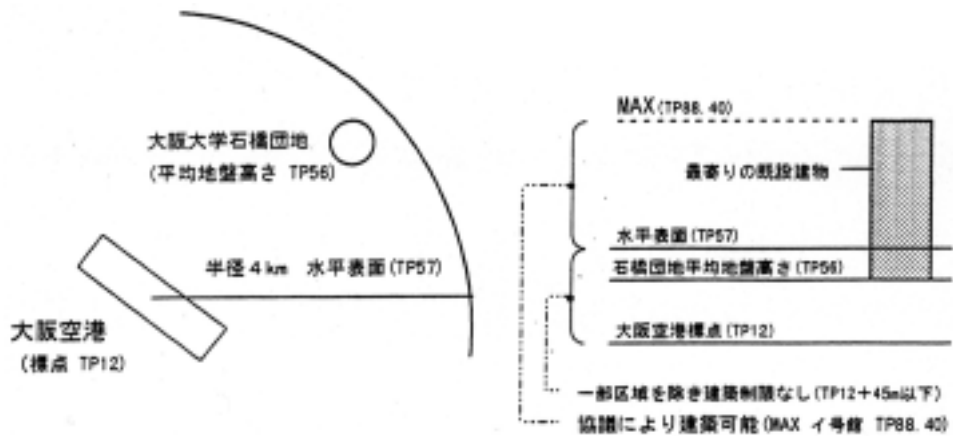 大阪大学石橋団地
(平均地盤高さ TP56)
半径4km 水平表面(TP57)
大阪空港
(標点 TP12)
MAX(TP88.40)
最寄りの既設建物
水平表面(TP57)
石橋団地平均地盤高さ(TP56)
大阪空港標点(TP12)
一部区域を除き建築制限なし(TP12+45m以下)
協議により建築可能(MAX イ号館 TP88.40)